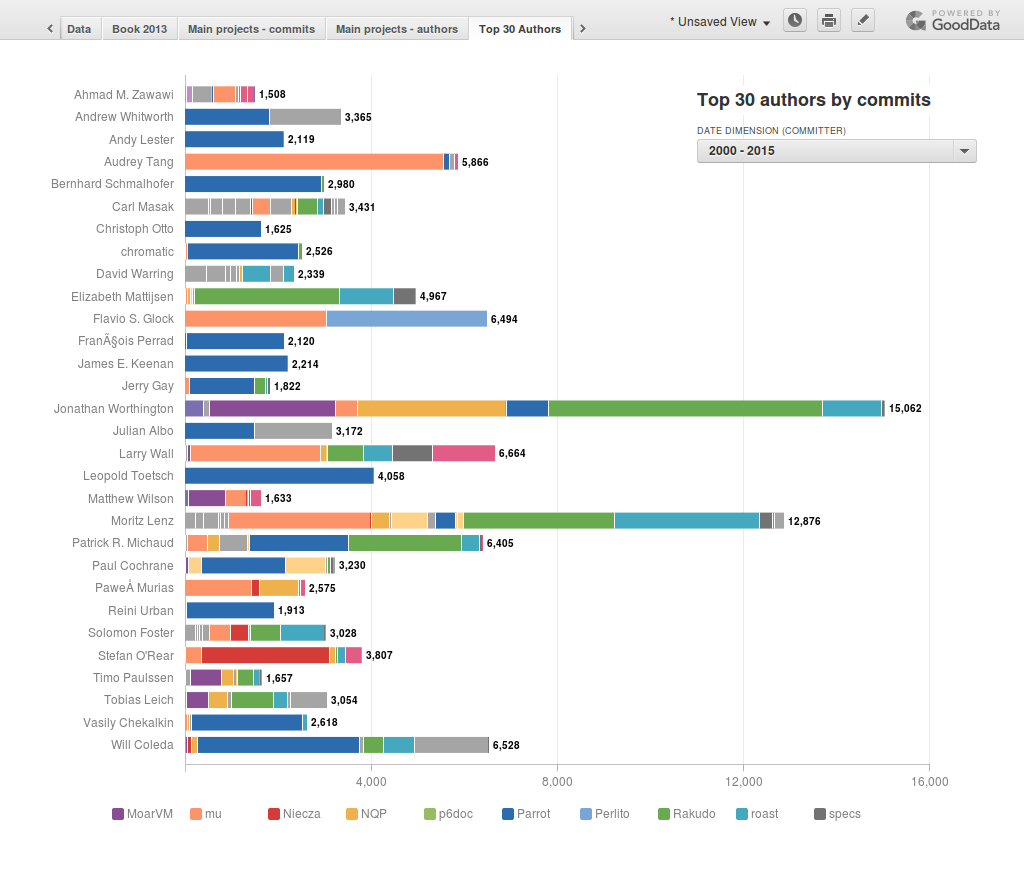 Data Book 2013 Main projects - commits Main projects - authors Top 30 Authors * Unsaved View POWERED BY
GoodData
Top 30 authors by commits
DATE DIMENSION (COMMITTER)
2000 - 2015
Ahmad M. Zawawi 1,508
Andrew Whitworth 3,365
Andy Lester 2,119
Audrey Tang 5,866
Bernhard Schmalhofer 2,980
Carl Masak 3,431
Christoph Otto 1,625
chromatic 2,526
David Warring 2,339
Elizabeth Mattijsen 4,967
Flavio S. Glock 6,494
FranÃ§ois Perrad 2,120
James E. Keenan 2,214
Jerry Gay 1,822
Jonathan Worthington 15,062
Julian Albo 3,172
Larry Wall 6,664
Leopold Toetsch 4,058
Matthew Wilson 1,633
Moritz Lenz 12,876
Patrick R. Michaud 6,405
Paul Cochrane 3,230
PaweÅ Murias 2,575
Reini Urban 1,913
Solomon Foster 3,028
Stefan O'Rear 3,807
Timo Paulssen 1,657
Tobias Leich 3,054
Vasily Chekalkin 2,618
Will Coleda 6,528
4,000 8,000 12,000 16,000
MoarVM mu Niecza NQP p6doc Parrot Perlito Rakudo roast specs